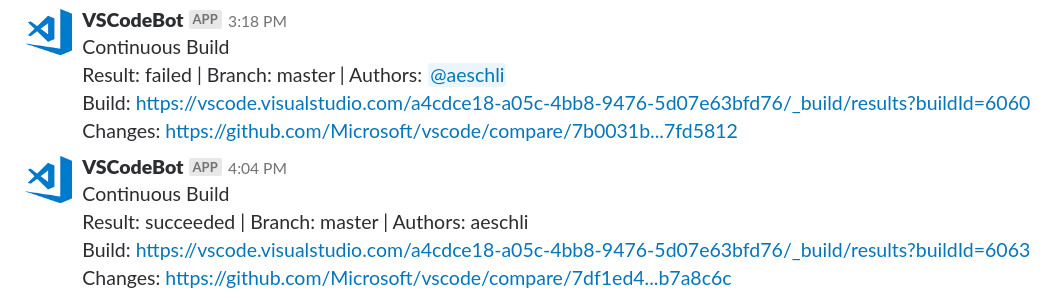 VSCodeBot APP 3:18 PM
Continuous Build
Result: failed | Branch: master | Authors: @aeschli
Build: https://vscode.visualstudio.com/a4cdce18-a05c-4bb8-9476-5d07e63bfd76/_build/results?buildId=6060
Changes: https://github.com/Microsoft/vscode/compare/7b0031b...7fd5812
VSCodeBot APP 4:04 PM
Continuous Build
Result: succeeded | Branch: master | Authors: aeschli
Build: https://vscode.visualstudio.com/a4cdce18-a05c-4bb8-9476-5d07e63bfd76/_build/results?buildId=6063
Changes: https://github.com/Microsoft/vscode/compare/7df1ed4...b7a8c6c